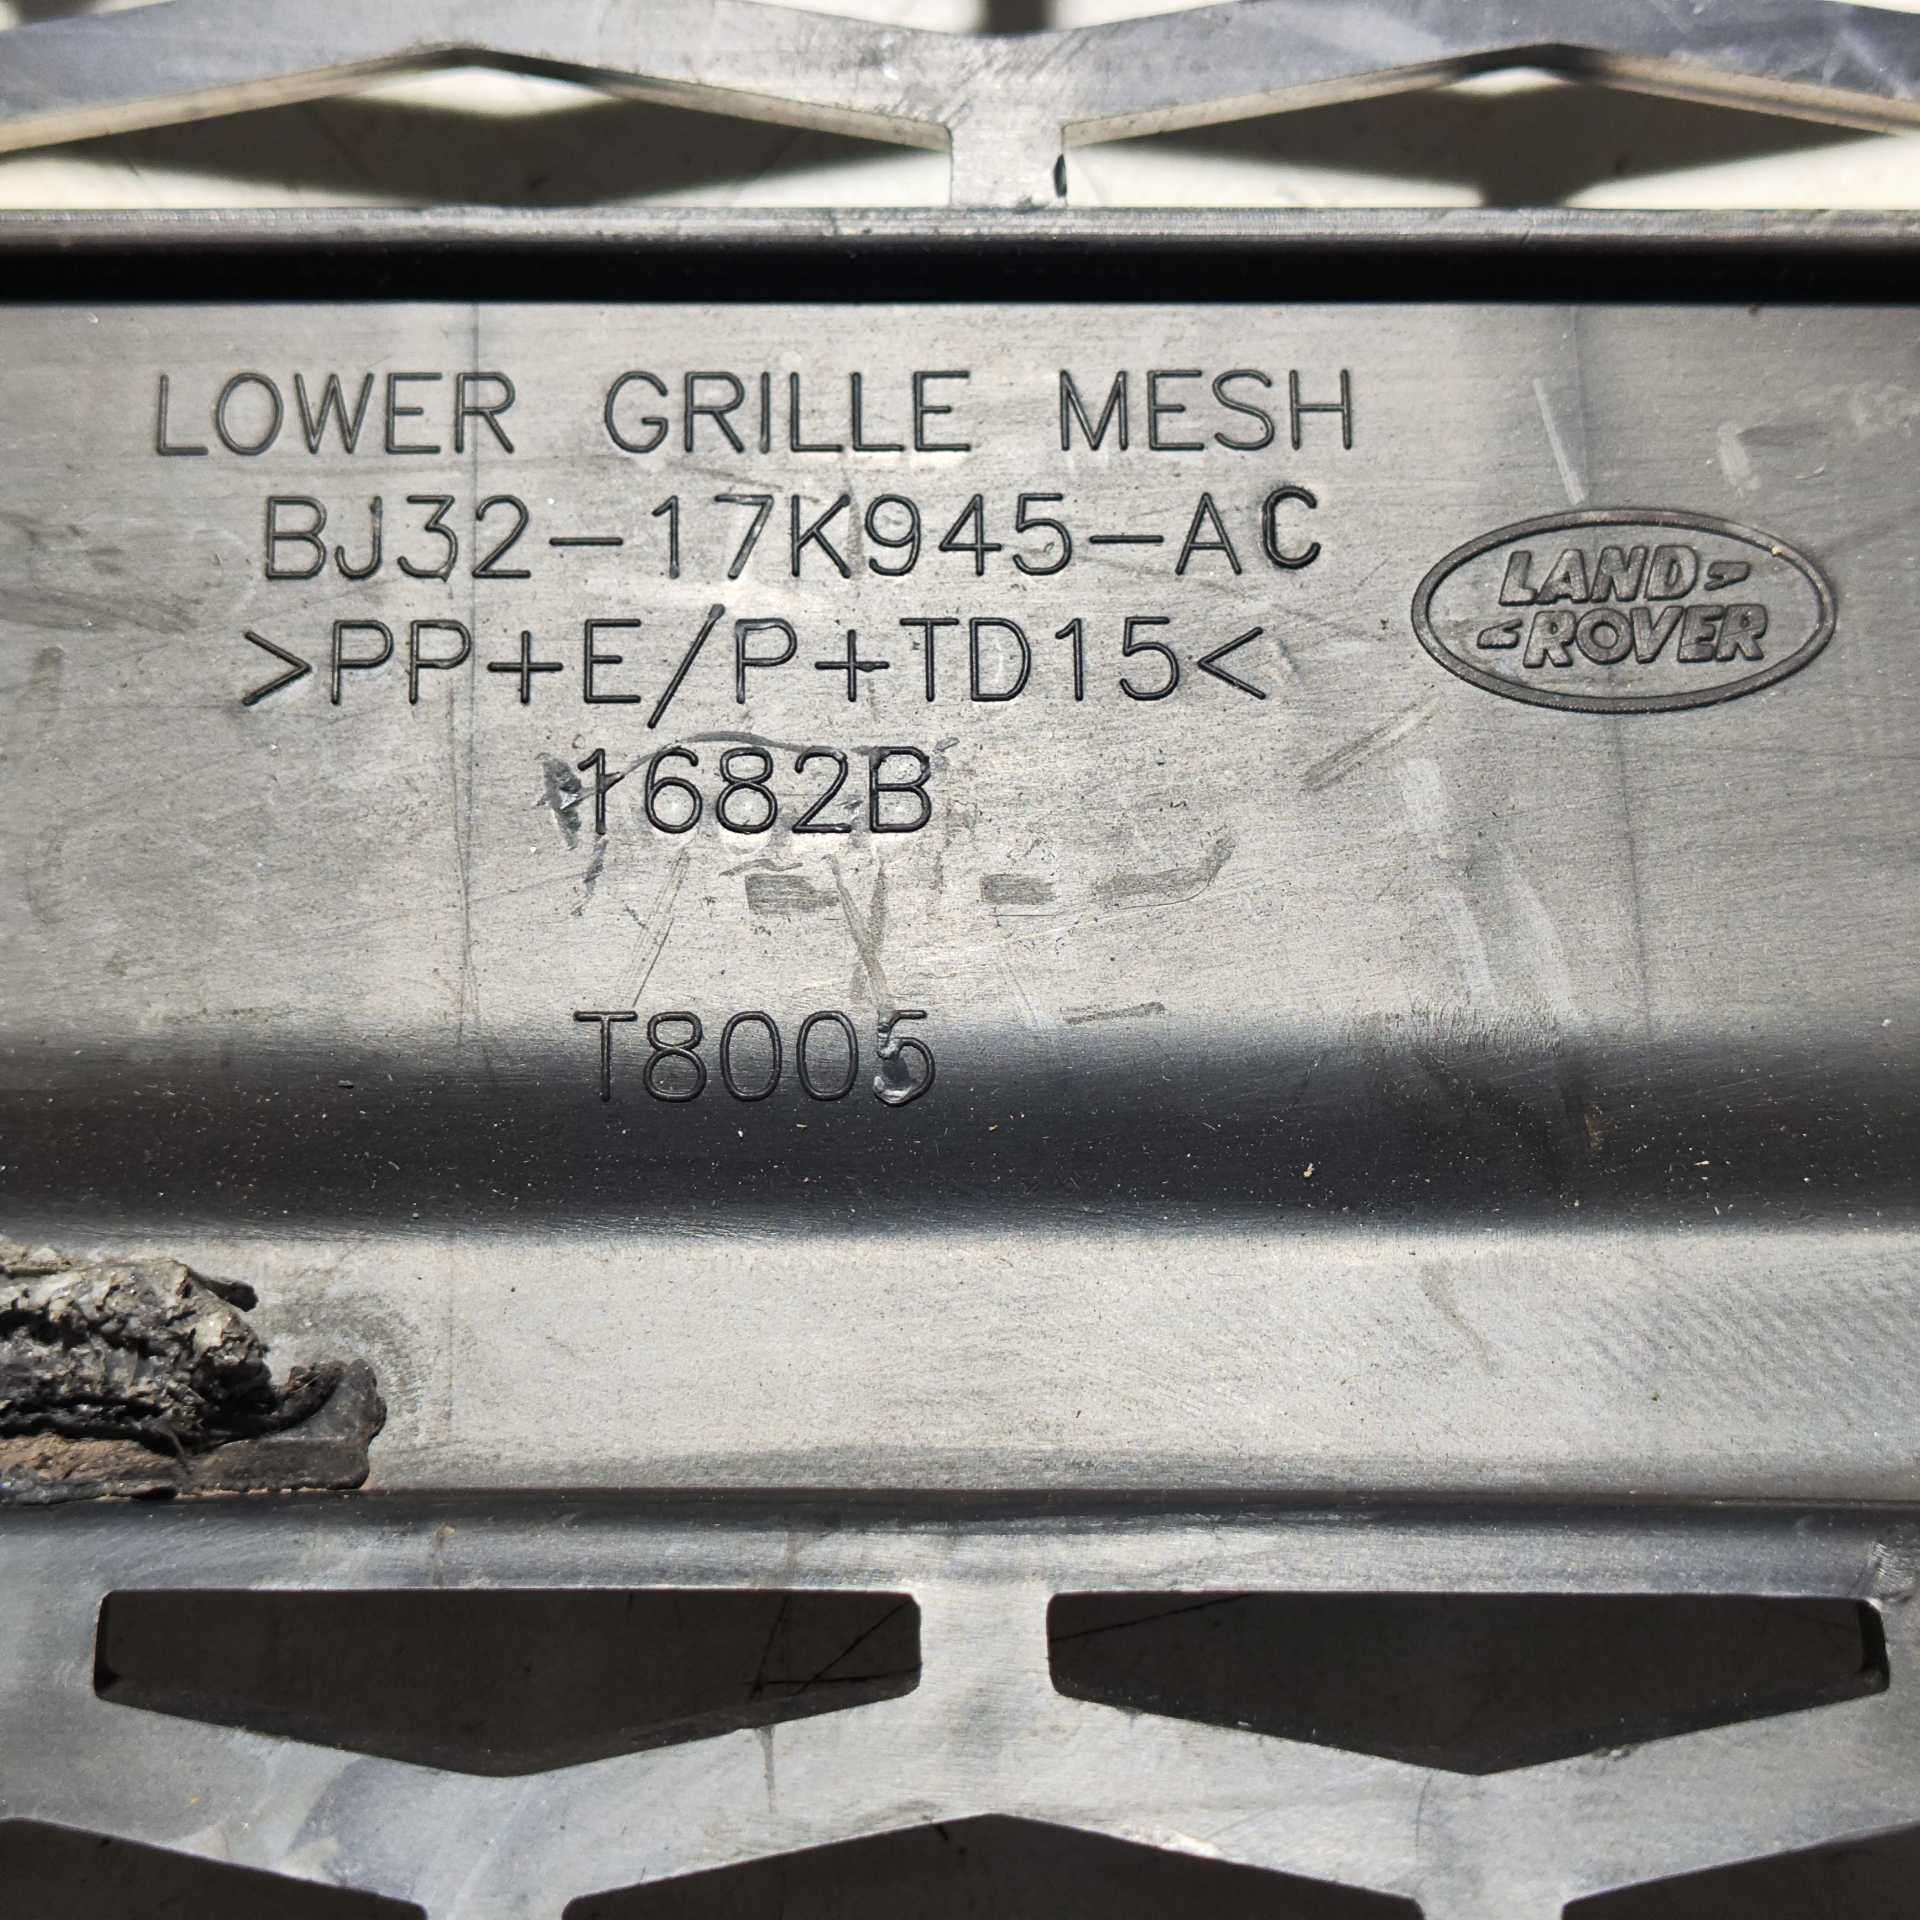 LOWER GRILLE MESH
BJ32-17K945-AC
>PP+E/P+TD15<
LAND
ROVER
1682B
T8005